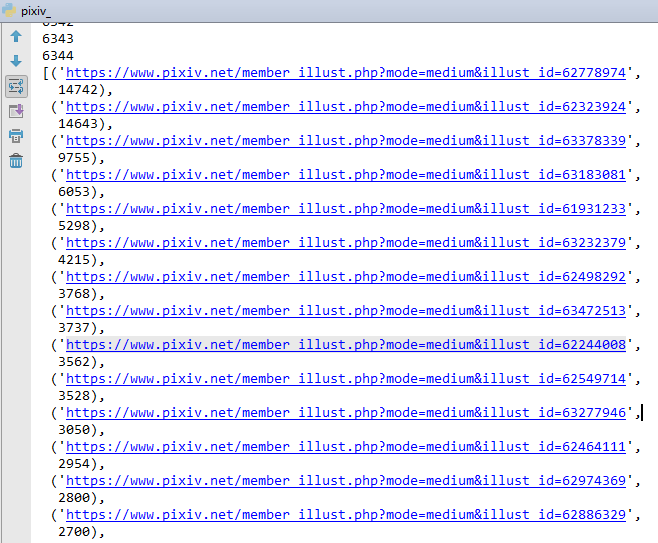 pixiv_
6342
6343
6344
[('https://www.pixiv.net/member_illust.php?mode=medium&illust_id=62778974',
14742),
('https://www.pixiv.net/member_illust.php?mode=medium&illust_id=62323924',
14643),
('https://www.pixiv.net/member_illust.php?mode=medium&illust_id=63378339',
9755),
('https://www.pixiv.net/member_illust.php?mode=medium&illust_id=63183081',
6053),
('https://www.pixiv.net/member_illust.php?mode=medium&illust_id=61931233',
5298),
('https://www.pixiv.net/member_illust.php?mode=medium&illust_id=63232379',
4215),
('https://www.pixiv.net/member_illust.php?mode=medium&illust_id=62498292',
3768),
('https://www.pixiv.net/member_illust.php?mode=medium&illust_id=63472513',
3737),
('https://www.pixiv.net/member_illust.php?mode=medium&illust_id=62244008',
3562),
('https://www.pixiv.net/member_illust.php?mode=medium&illust_id=62549714',
3528),
('https://www.pixiv.net/member_illust.php?mode=medium&illust_id=63277946',
3050),
('https://www.pixiv.net/member_illust.php?mode=medium&illust_id=62464111',
2954),
('https://www.pixiv.net/member_illust.php?mode=medium&illust_id=62974369',
2800),
('https://www.pixiv.net/member_illust.php?mode=medium&illust_id=62886329',
2700),